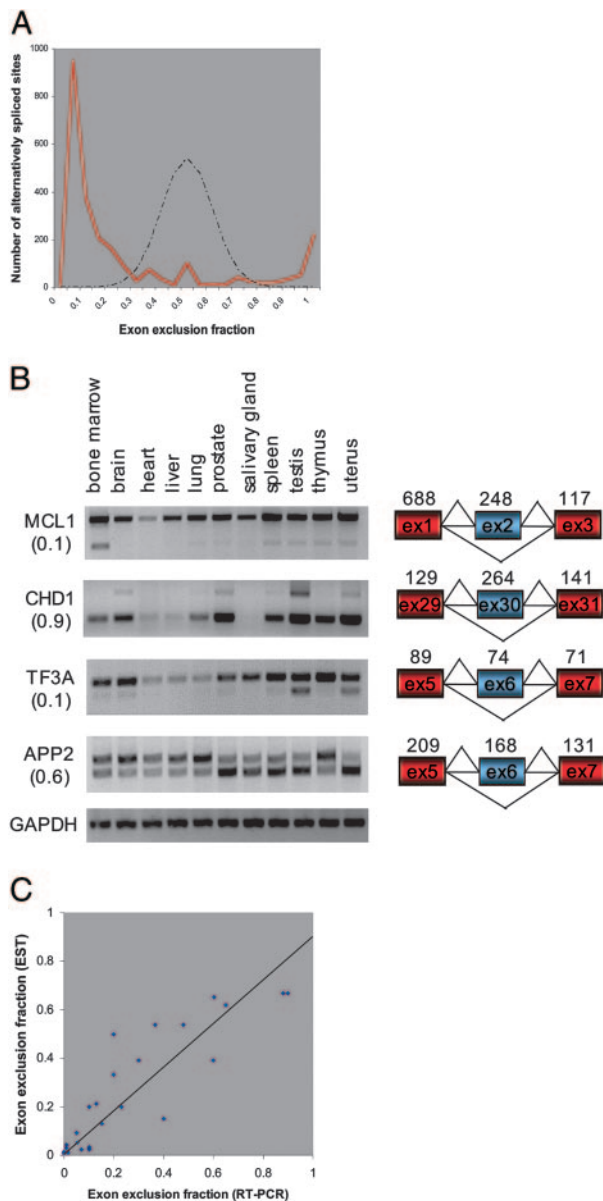 A
Number of alternatively spliced sites
1000
800
600
400
200
0
0
0.1
0.2
0.3
0.4
0.5
0.6
0.7
0.8
0.9
1
Exon exclusion fraction
B
bone marrow
brain
heart
liver
lung
prostate
salivary gland
spleen
testis
thymus
uterus
MCL1
(0.1)
688 248 117
ex1 ex2 ex3
CHD1
(0.9)
129 264 141
ex29 ex30 ex31
TF3A
(0.1)
89 74 71
ex5 ex6 ex7
APP2
(0.6)
209 168 131
ex5 ex6 ex7
GAPDH
C
Exon exclusion fraction (EST)
1
0.8
0.6
0.4
0.2
0
0 0.2 0.4 0.6 0.8 1
Exon exclusion fraction (RT-PCR)